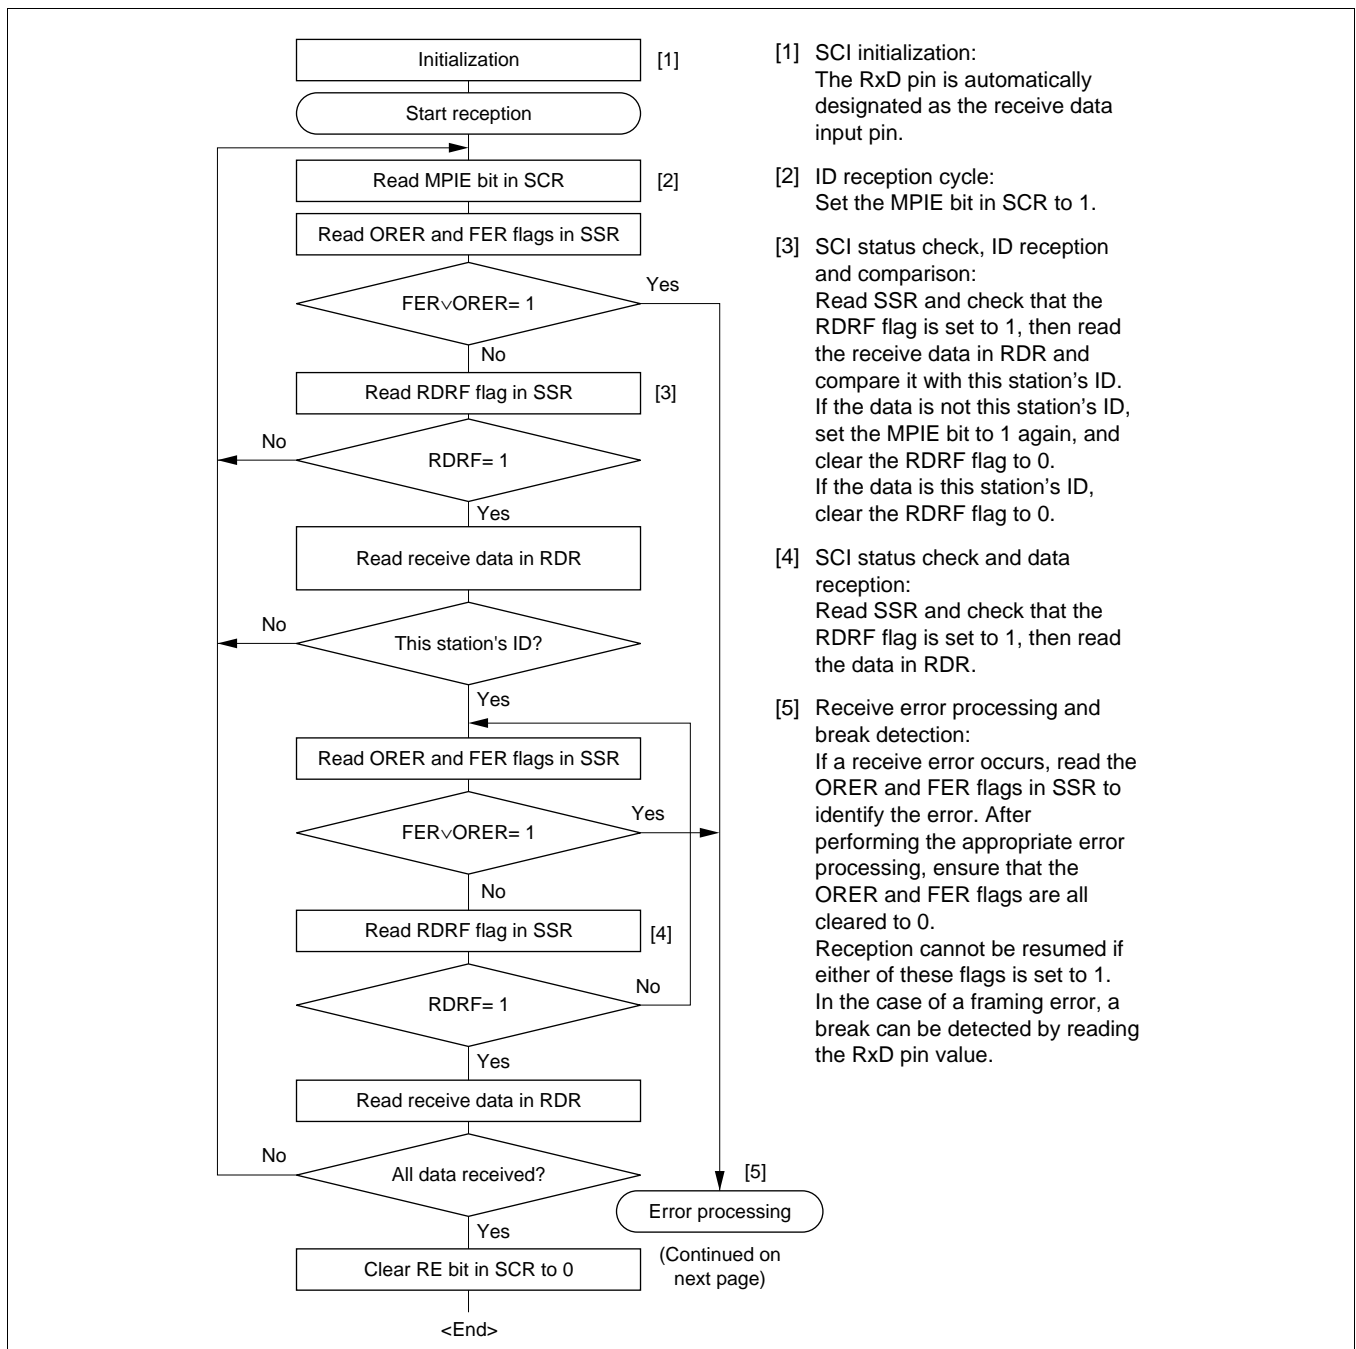 Initialization
[1]
Start reception
Read MPIE bit in SCR
[2]
Read ORER and FER flags in SSR
FER∨ORER= 1
Yes
No
Read RDRF flag in SSR
[3]
No
RDRF= 1
Yes
Read receive data in RDR
No
This station's ID?
Yes
Read ORER and FER flags in SSR
FER∨ORER= 1
Yes
No
Read RDRF flag in SSR
[4]
RDRF= 1
No
Yes
Read receive data in RDR
No
All data received?
[5]
Error processing
Yes
(Continued on
next page)
Clear RE bit in SCR to 0
<End>
[1] SCI initialization:
The RxD pin is automatically
designated as the receive data
input pin.
[2] ID reception cycle:
Set the MPIE bit in SCR to 1.
[3] SCI status check, ID reception
and comparison:
Read SSR and check that the
RDRF flag is set to 1, then read
the receive data in RDR and
compare it with this station's ID.
If the data is not this station's ID,
set the MPIE bit to 1 again, and
clear the RDRF flag to 0.
If the data is this station's ID,
clear the RDRF flag to 0.
[4] SCI status check and data
reception:
Read SSR and check that the
RDRF flag is set to 1, then read
the data in RDR.
[5] Receive error processing and
break detection:
If a receive error occurs, read the
ORER and FER flags in SSR to
identify the error. After
performing the appropriate error
processing, ensure that the
ORER and FER flags are all
cleared to 0.
Reception cannot be resumed if
either of these flags is set to 1.
In the case of a framing error, a
break can be detected by reading
the RxD pin value.